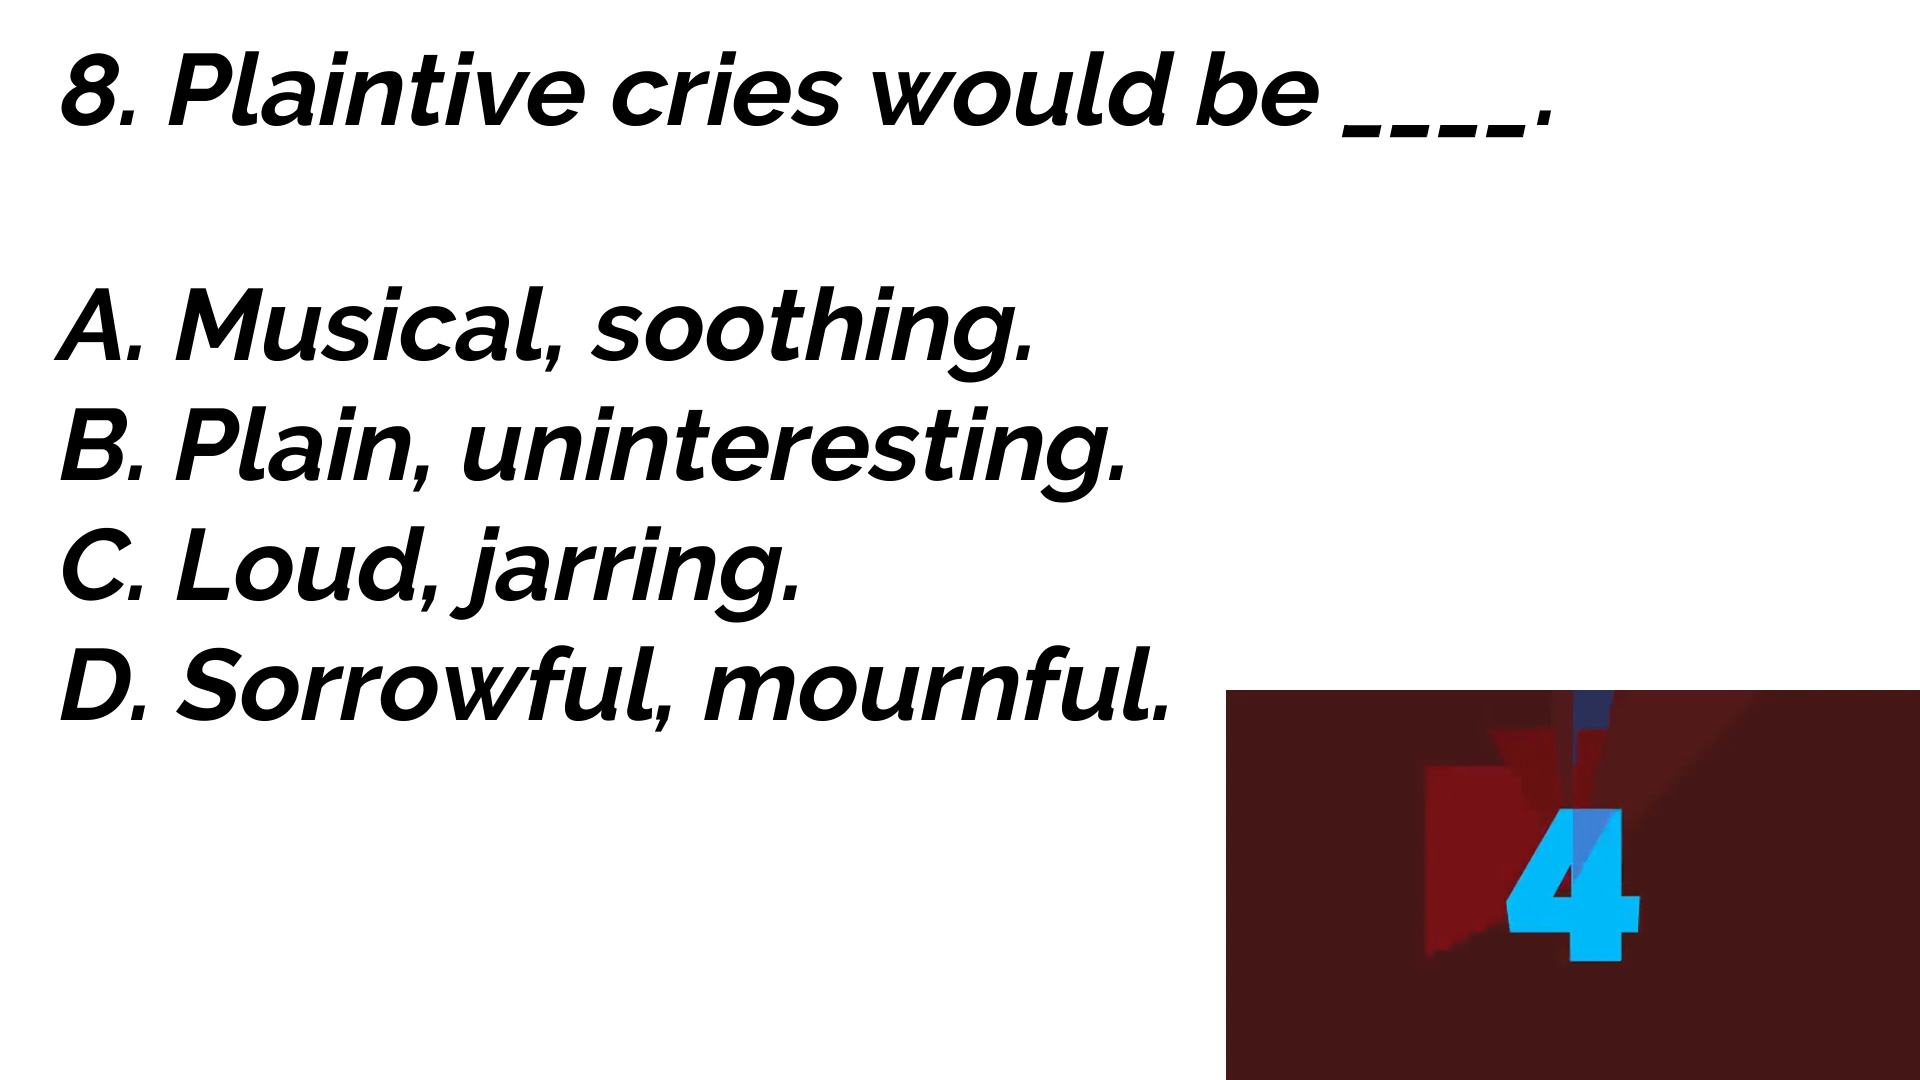 8. Plaintive cries would be ____.
A. Musical, soothing.
B. Plain, uninteresting.
C. Loud, jarring.
D. Sorrowful, mournful.
4